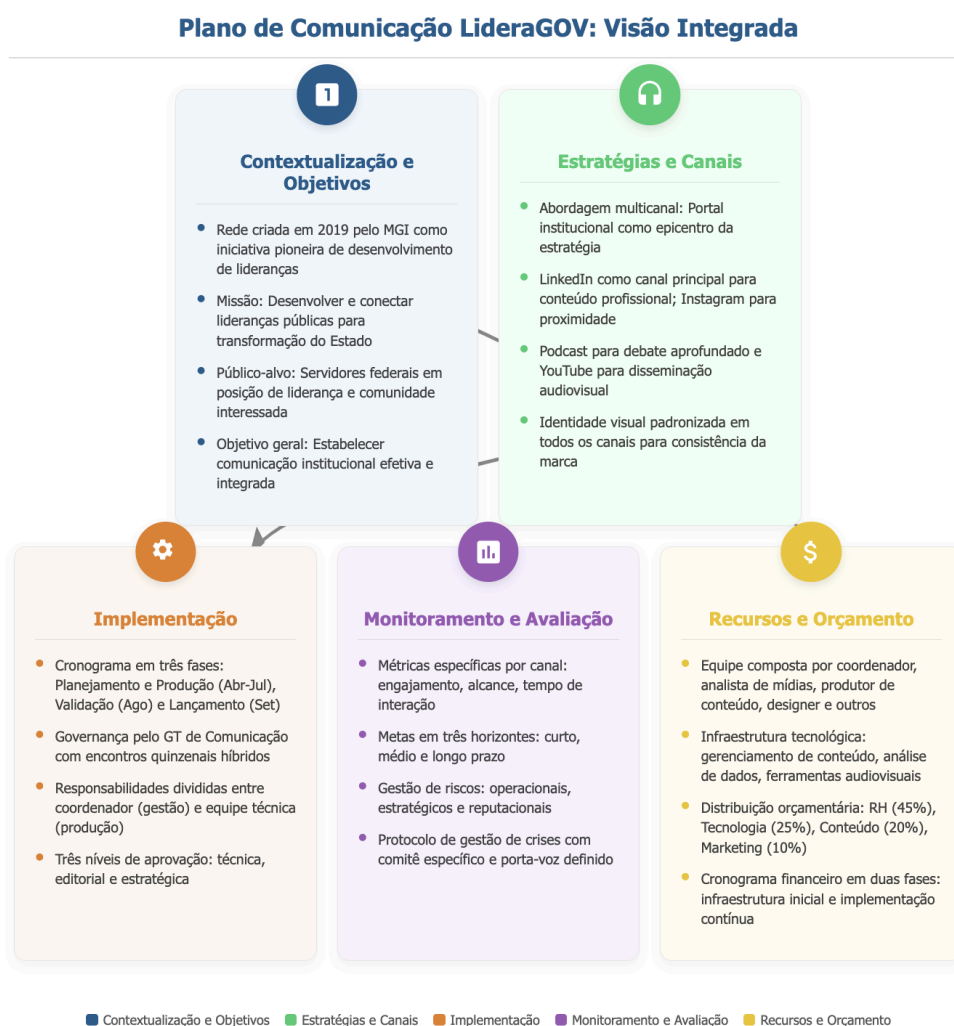 Plano de Comunicação LideraGOV: Visão Integrada
1
Contextualização e
Objetivos
Rede criada em 2019 pelo MGI como
iniciativa pioneira de desenvolvimento
de lideranças
Missão: Desenvolver e conectar
lideranças públicas para
transformação do Estado
Público-alvo: Servidores federais em
posição de liderança e comunidade
interessada
Objetivo geral: Estabelecer
comunicação institucional efetiva e
integrada
Estratégias e Canais
Abordagem multicanal: Portal
institucional como epicentro da
estratégia
LinkedIn como canal principal para
conteúdo profissional; Instagram para
proximidade
Podcast para debate aprofundado e
YouTube para disseminação
audiovisual
Identidade visual padronizada em
todos os canais para consistência da
marca
Implementação
Cronograma em três fases:
Planejamento e Produção (Abr-Jul),
Validação (Ago) e Lançamento (Set)
Governança pelo GT de Comunicação
com encontros quinzenais híbridos
Responsabilidades divididas entre
coordenador (gestão) e equipe técnica
(produção)
Três níveis de aprovação: técnica,
editorial e estratégica
Monitoramento e Avaliação
Métricas específicas por canal:
engajamento, alcance, tempo de
interação
Metas em três horizontes: curto,
médio e longo prazo
Gestão de riscos: operacionais,
estratégicos e reputacionais
Protocolo de gestão de crises com
comitê específico e porta-voz definido
$
Recursos e Orçamento
Equipe composta por coordenador,
analista de mídias, produtor de
conteúdo, designer e outros
Infraestrutura tecnológica:
gerenciamento de conteúdo, análise
de dados, ferramentas audiovisuais
Distribuição orçamentária: RH (45%),
Tecnologia (25%), Conteúdo (20%),
Marketing (10%)
Cronograma financeiro em duas fases:
infraestrutura inicial e implementação
contínua
Contextualização e Objetivos Estratégias e Canais Implementação Monitoramento e Avaliação Recursos e Orçamento